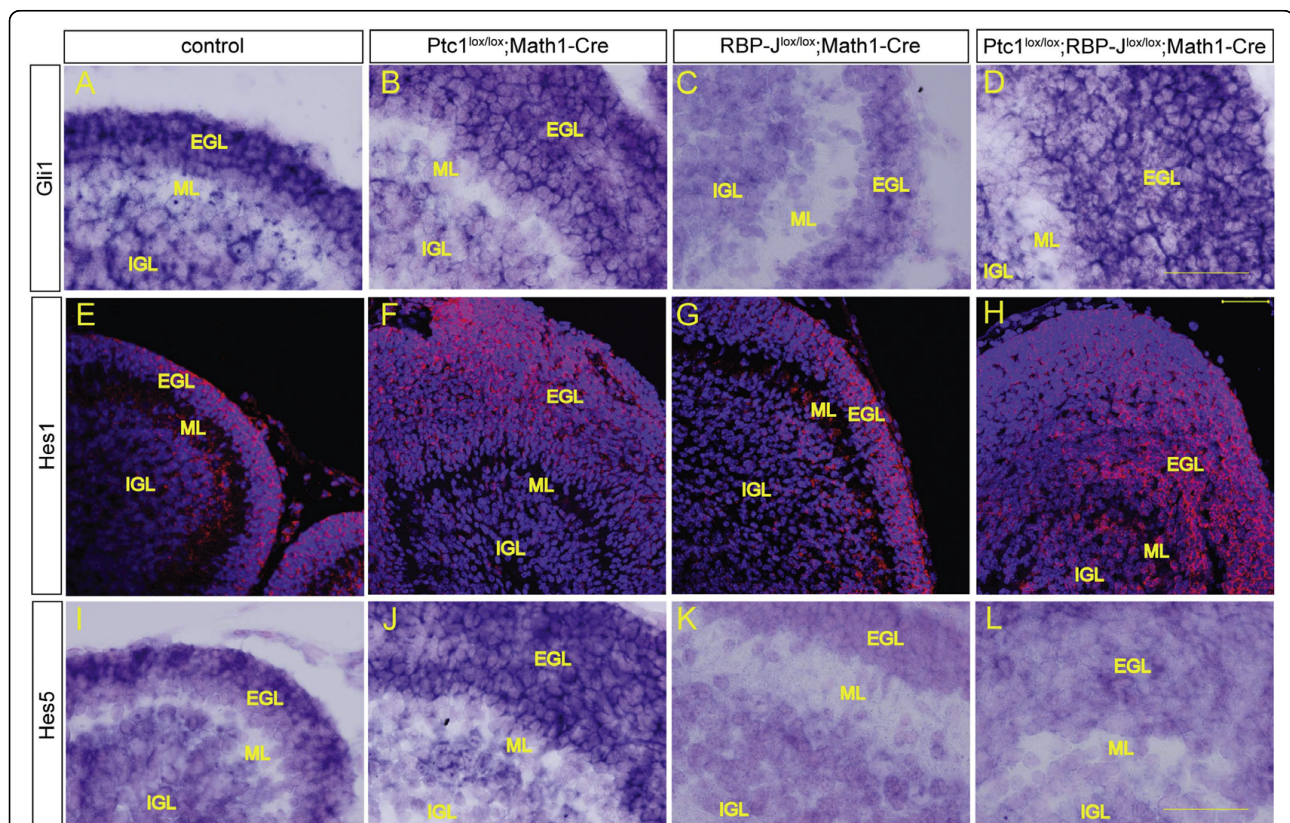 control
Ptc1lox/lox;Math1-Cre
RBP-Jlox/lox;Math1-Cre
Ptc1lox/lox;RBP-Jlox/lox;Math1-Cre
Gli1
A
EGL
ML
IGL
B
EGL
ML
IGL
C
IGL
EGL
ML
D
EGL
ML
IGL
Hes1
E
EGL
ML
IGL
F
EGL
ML
IGL
G
ML
EGL
IGL
H
EGL
ML
IGL
Hes5
I
EGL
ML
IGL
J
EGL
ML
IGL
K
EGL
ML
IGL
L
EGL
ML
IGL